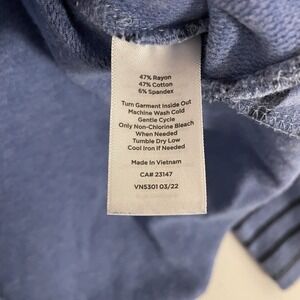 47% Rayon
47% Cotton
6% Spandex
Turn Garment Inside Out
Machine Wash Cold
Gentle Cycle
Only Non-Chlorine Bleach
When Needed
Tumble Dry Low
Cool Iron if Needed
Made in Vietnam
CA# 23147
VN5301 03/22